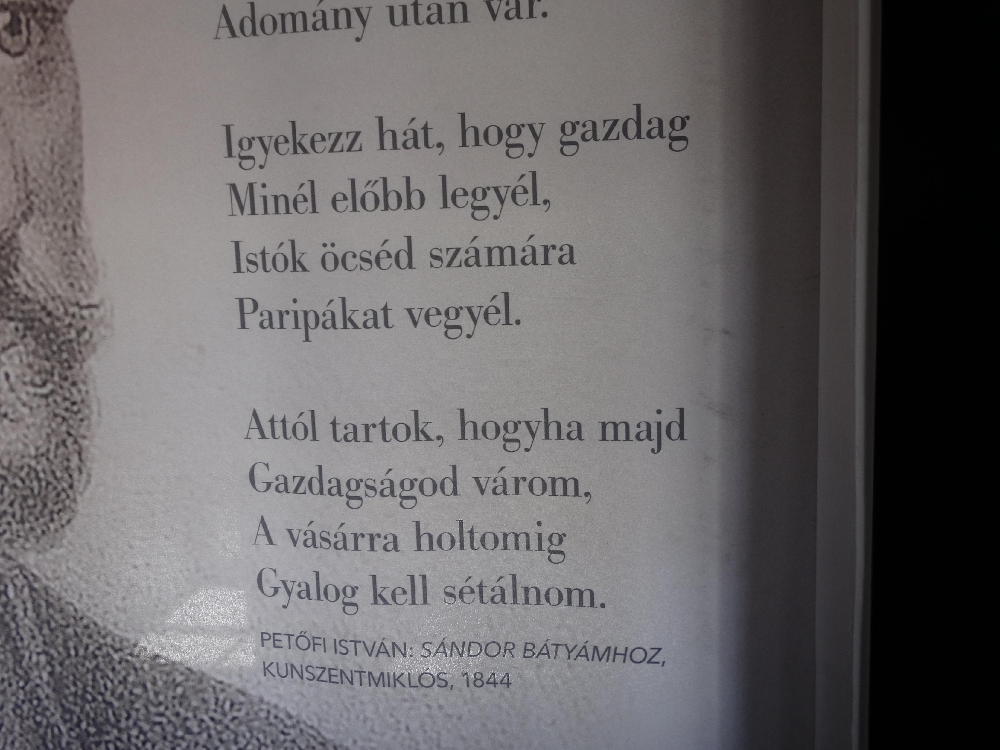 Adomány után vár.
Igyekezz hát, hogy gazdag
Minél előbb legyél,
Istók öcséd számára
Paripákat vegyél.
Attól tartok, hogyha majd
Gazdagságod várom,
A vásárra holtomig
Gyalog kell sétálnom.
PETŐFI ISTVÁN: SÁNDOR BÁTYÁMHOZ,
KUNSZENTMIKLÓS, 1844